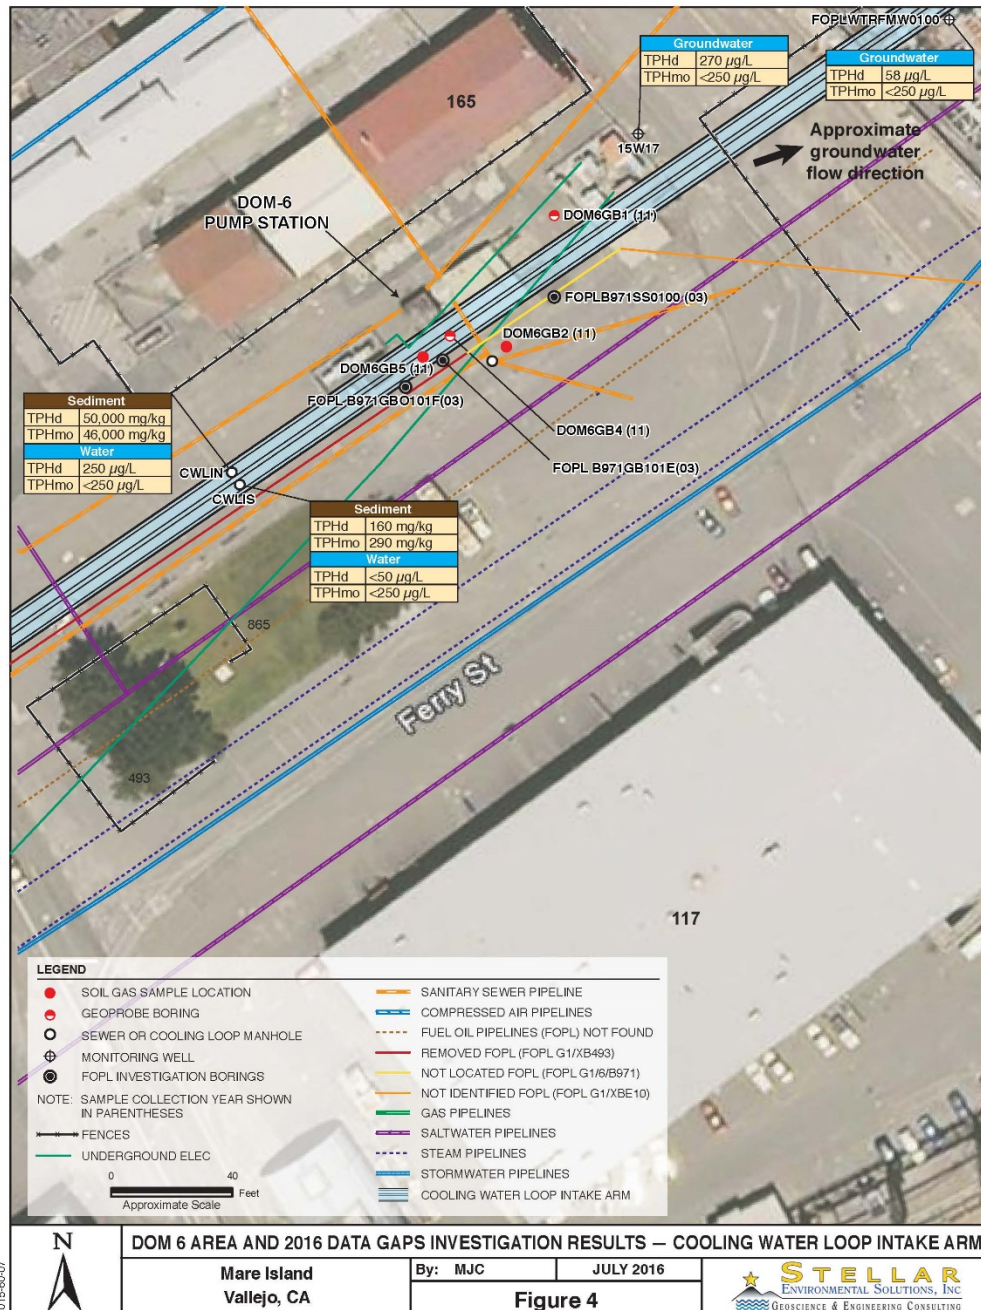 FOPLWTRFM.W0100
Groundwater
TPHd 270 µg/L
TPHmo <250 µg/L
Groundwater
TPHd 58 µg/L
TPHmo <250 µg/L
165
15W17
Approximate
groundwater
flow direction
DOM-6
PUMP STATION
DOM6GB1 (11)
FOPLB971SS0100 (03)
DOM6GB2 (11)
DOM6GB5 (11)
FOPL B971GBO101F(03)
DOM6GB4 (11)
FOPL B971GB101E(03)
Sediment
TPHd 50,000 mg/kg
TPHmo 46,000 mg/kg
Water
TPHd 250 µg/L
TPHmo <250 µg/L
CWLIN
CWLIS
Sediment
TPHd 160 mg/kg
TPHmo 290 mg/kg
Water
TPHd <50 µg/L
TPHmo <250 µg/L
865
Ferry St
493
117
LEGEND
SOIL GAS SAMPLE LOCATION
GEOPROBE BORING
SEWER OR COOLING LOOP MANHOLE
MONITORING WELL
FOPL INVESTIGATION BORINGS
NOTE: SAMPLE COLLECTION YEAR SHOWN
IN PARENTHESES
FENCES
UNDERGROUND ELEC
0 40
Feet
Approximate Scale
SANITARY SEWER PIPELINE
COMPRESSED AIR PIPELINES
FUEL OIL PIPELINES (FOPL) NOT FOUND
REMOVED FOPL (FOPL G1/XB493)
NOT LOCATED FOPL (FOPL G1/6/B971)
NOT IDENTIFIED FOPL (FOPL G1/XBE10)
GAS PIPELINES
SALTWATER PIPELINES
STEAM PIPELINES
STORMWATER PIPELINES
COOLING WATER LOOP INTAKE ARM
N
DOM 6 AREA AND 2016 DATA GAPS INVESTIGATION RESULTS — COOLING WATER LOOP INTAKE ARM
Mare Island
Vallejo, CA
By: MJC
JULY 2016
Figure 4
STELLAR
ENVIRONMENTAL SOLUTIONS, INC
GEOSCIENCE & ENGINEERING CONSULTING